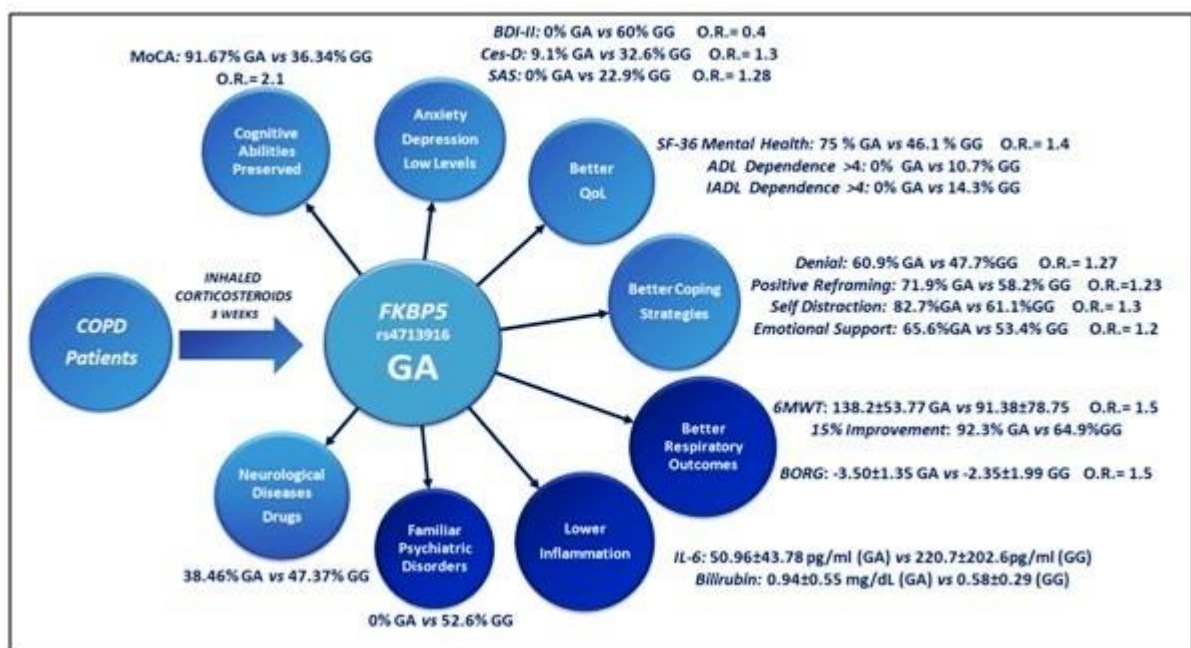 BDI-II: 0% GA vs 60% GG O.R.= 0.4
Ces-D: 9.1% GA vs 32.6% GG O.R.= 1.3
SAS: 0% GA vs 22.9% GG O.R.= 1.28
MoCA: 91.67% GA vs 36.34% GG
O.R.= 2.1
Cognitive
Abilities
Preserved
Anxiety
Depression
Low Levels
Better
QoL
SF-36 Mental Health: 75 % GA vs 46.1 % GG O.R.= 1.4
ADL Dependence >4: 0% GA vs 10.7% GG
IADL Dependence >4: 0% GA vs 14.3% GG
COPD
Patients
INHALED
CORTICOSTEROIDS
3 WEEKS
FKBP5
rs4713916
GA
Better Coping
Strategies
Denial: 60.9% GA vs 47.7%GG O.R.= 1.27
Positive Reframing: 71.9% GA vs 58.2% GG O.R.=1.23
Self Distraction: 82.7%GA vs 61.1%GG O.R.= 1.3
Emotional Support: 65.6%GA vs 53.4% GG O.R.= 1.2
Better
Respiratory
Outcomes
6MWT: 138.2±53.77 GA vs 91.38±78.75 O.R.= 1.5
15% Improvement: 92.3% GA vs 64.9%GG
BORG: -3.50±1.35 GA vs -2.35±1.99 GG O.R.= 1.5
Neurological
Diseases
Drugs
38.46% GA vs 47.37% GG
Familiar
Psychiatric
Disorders
0% GA vs 52.6% GG
Lower
Inflammation
IL-6: 50.96±43.78 pg/ml (GA) vs 220.7±202.6pg/ml (GG)
Bilirubin: 0.94±0.55 mg/dL (GA) vs 0.58±0.29 (GG)